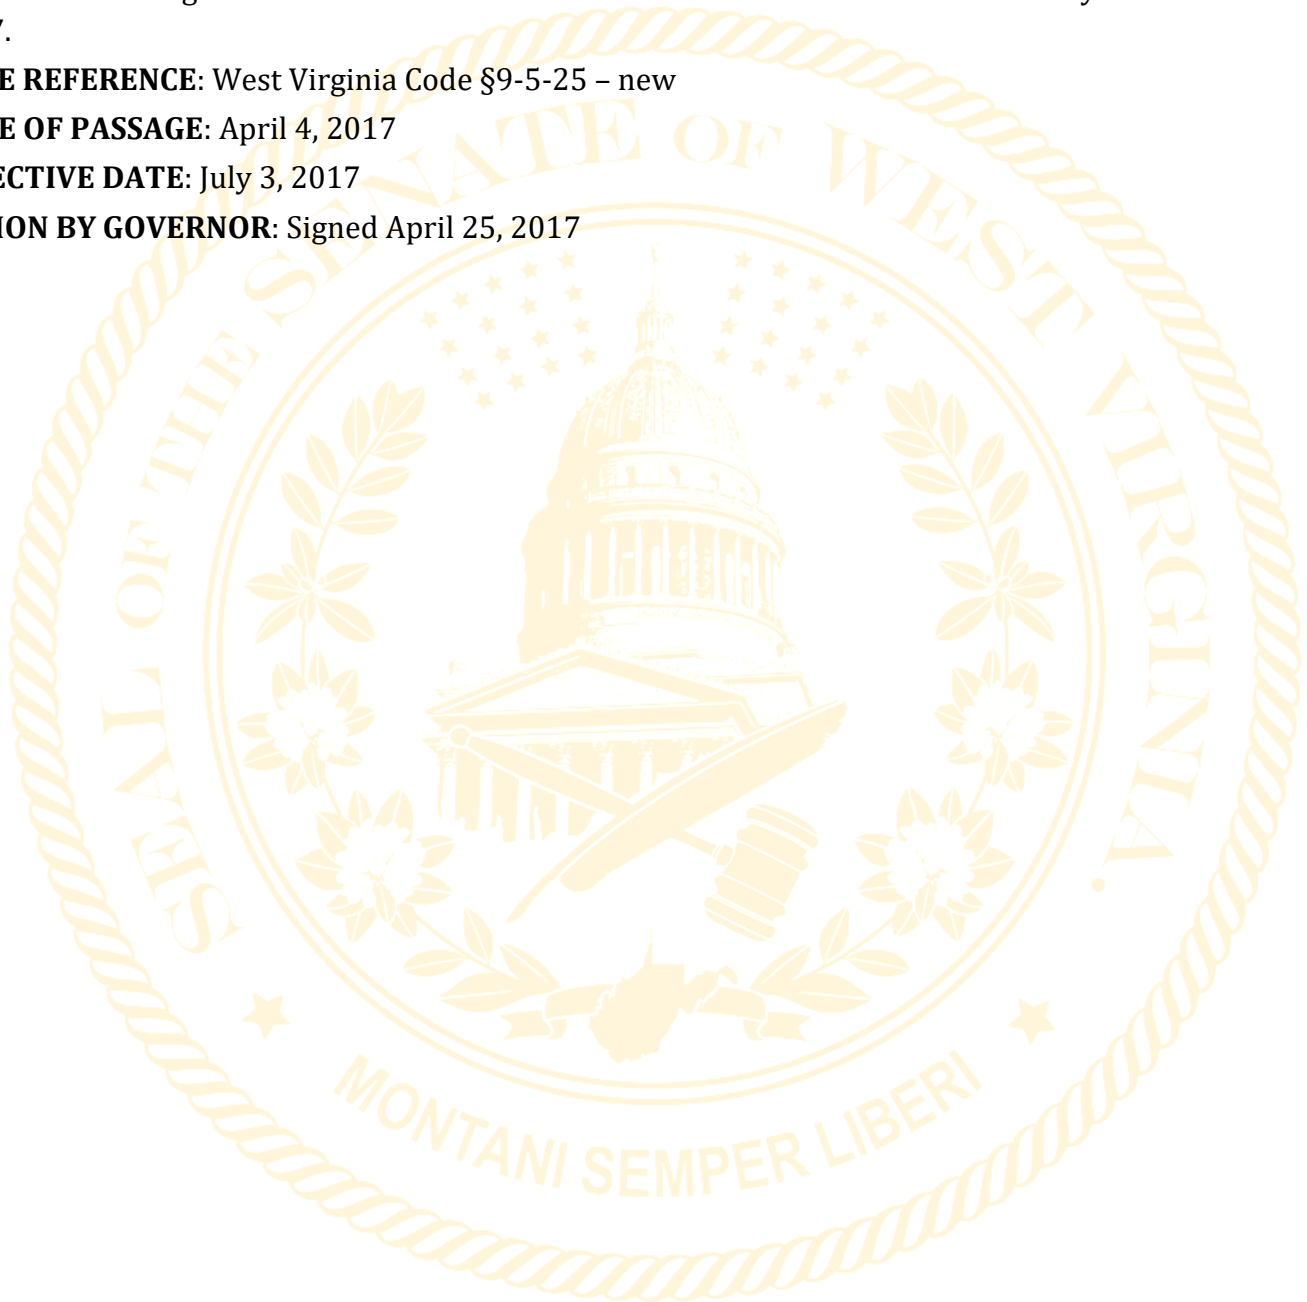 y.
E REFERENCE: West Virginia Code §9-5-25 – new
E OF PASSAGE: April 4, 2017
ECTIVE DATE: July 3, 2017
ION BY GOVERNOR: Signed April 25, 2017
SEAL OF THE SENATE OF WEST VIRGINIA.
MONTANI SEMPER LIBERI